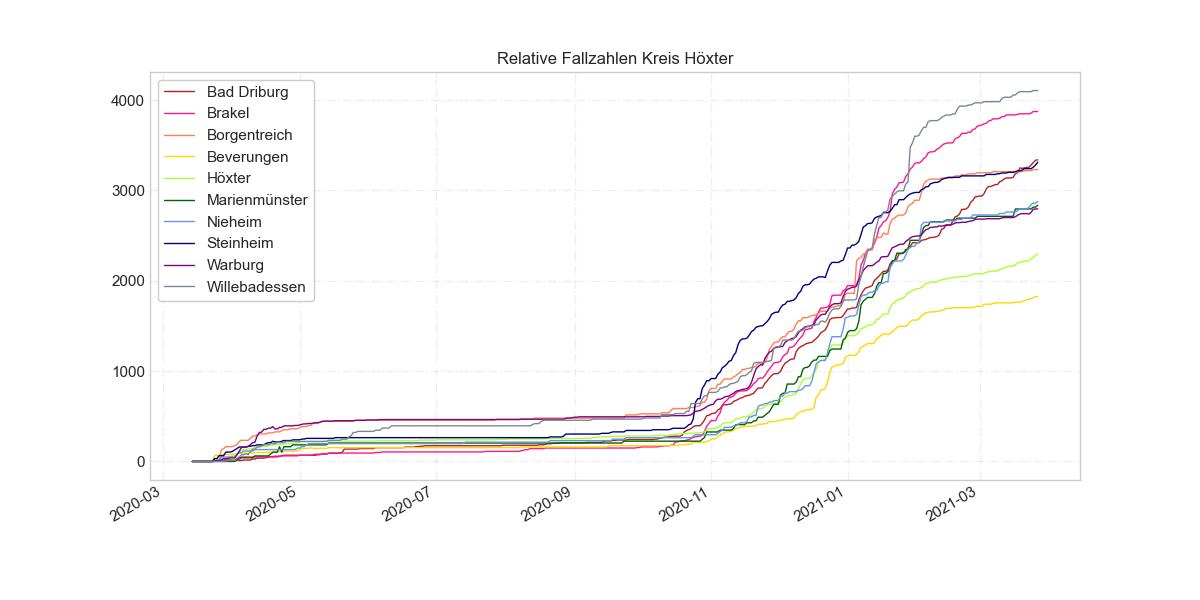 Relative Fallzahlen Kreis Höxter
Bad Driburg
Brakel
Borgentreich
Beverungen
Höxter
Marienmünster
Nieheim
Steinheim
Warburg
Willebadessen
4000
3000
2000
1000
0
2020-03
2020-05
2020-07
2020-09
2020-11
2021-01
2021-03